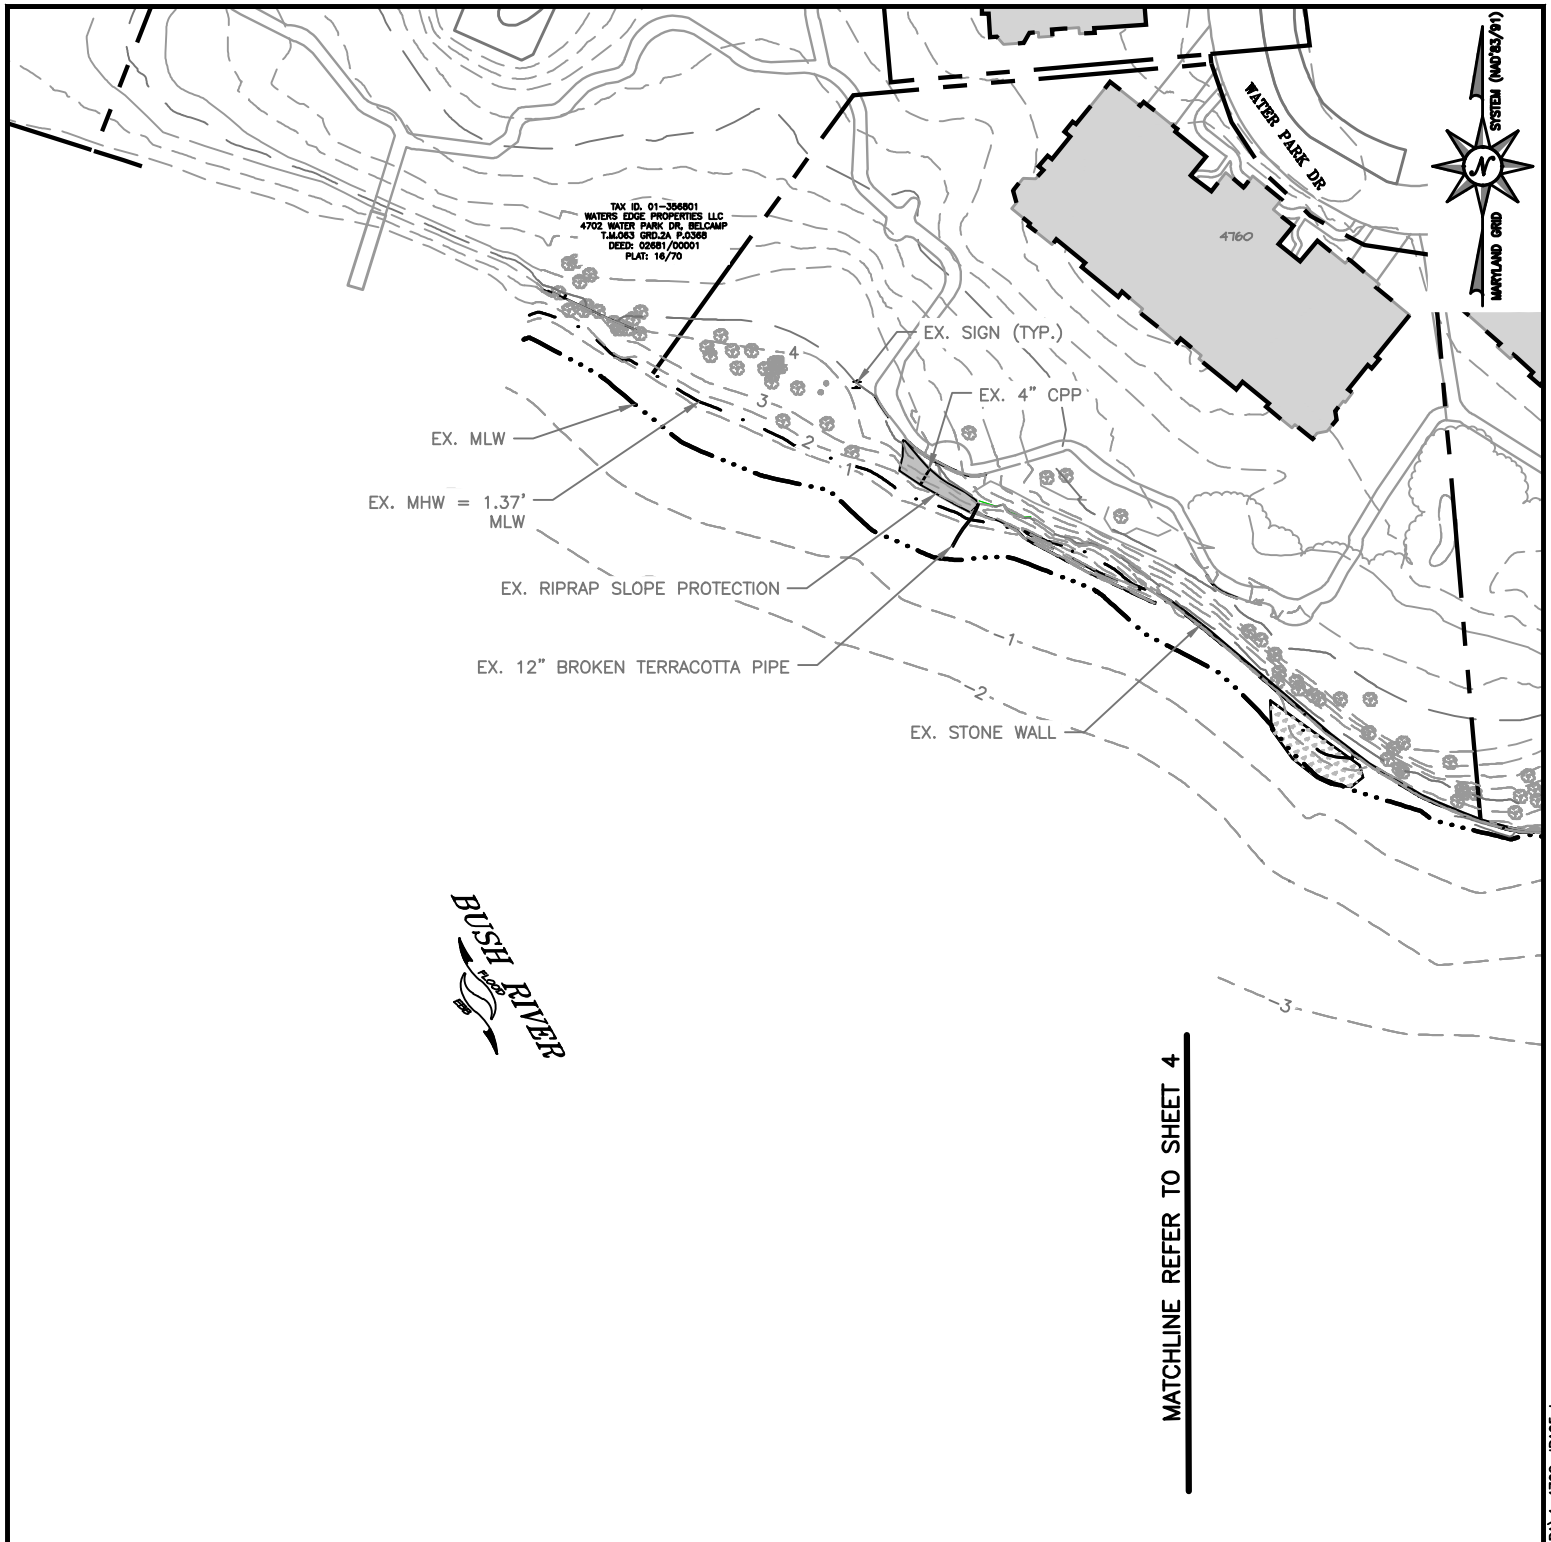 SYSTEM (NAD'83/91)
N
MARYLAND GRID
WATER PARK DR
TAX ID. 01-356801
WATERS EDGE PROPERTIES LLC
4702 WATER PARK DR, BELCAMP
T.M.063 GRD.2A P.0368
DEED: 02681/00001
PLAT: 16/70
4760
EX. SIGN (TYP.)
4
EX. 4" CPP
3
EX. MLW
2
1
EX. MHW = 1.37'
MLW
EX. RIPRAP SLOPE PROTECTION
-1
EX. 12" BROKEN TERRACOTTA PIPE
-2
EX. STONE WALL
BUSH RIVER
FLOOD
EBB
-3
MATCHLINE REFER TO SHEET 4